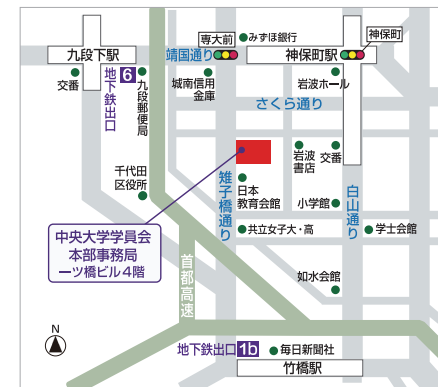 専大前
みずほ銀行
神保町
九段下駅
靖国通り
神保町駅
交番
6
地下鉄出口
九段郵便局
城南信用
金庫
岩波ホール
さくら通り
千代田
区役所
岩波
書店
交番
日本
教育会館
小学館
雉子橋通り
白山通り
共立女子大・高
学士会館
中央大学学員会
本部事務局
一ツ橋ビル4階
首都高速
如水会館
N
地下鉄出口1b
毎日新聞社
竹橋駅